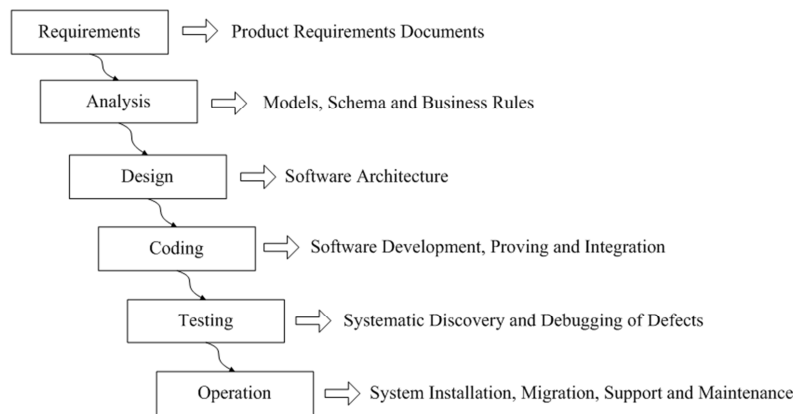 Requirements
Product Requirements Documents
Analysis
Models, Schema and Business Rules
Design
Software Architecture
Coding
Software Development, Proving and Integration
Testing
Systematic Discovery and Debugging of Defects
Operation
System Installation, Migration, Support and Maintenance